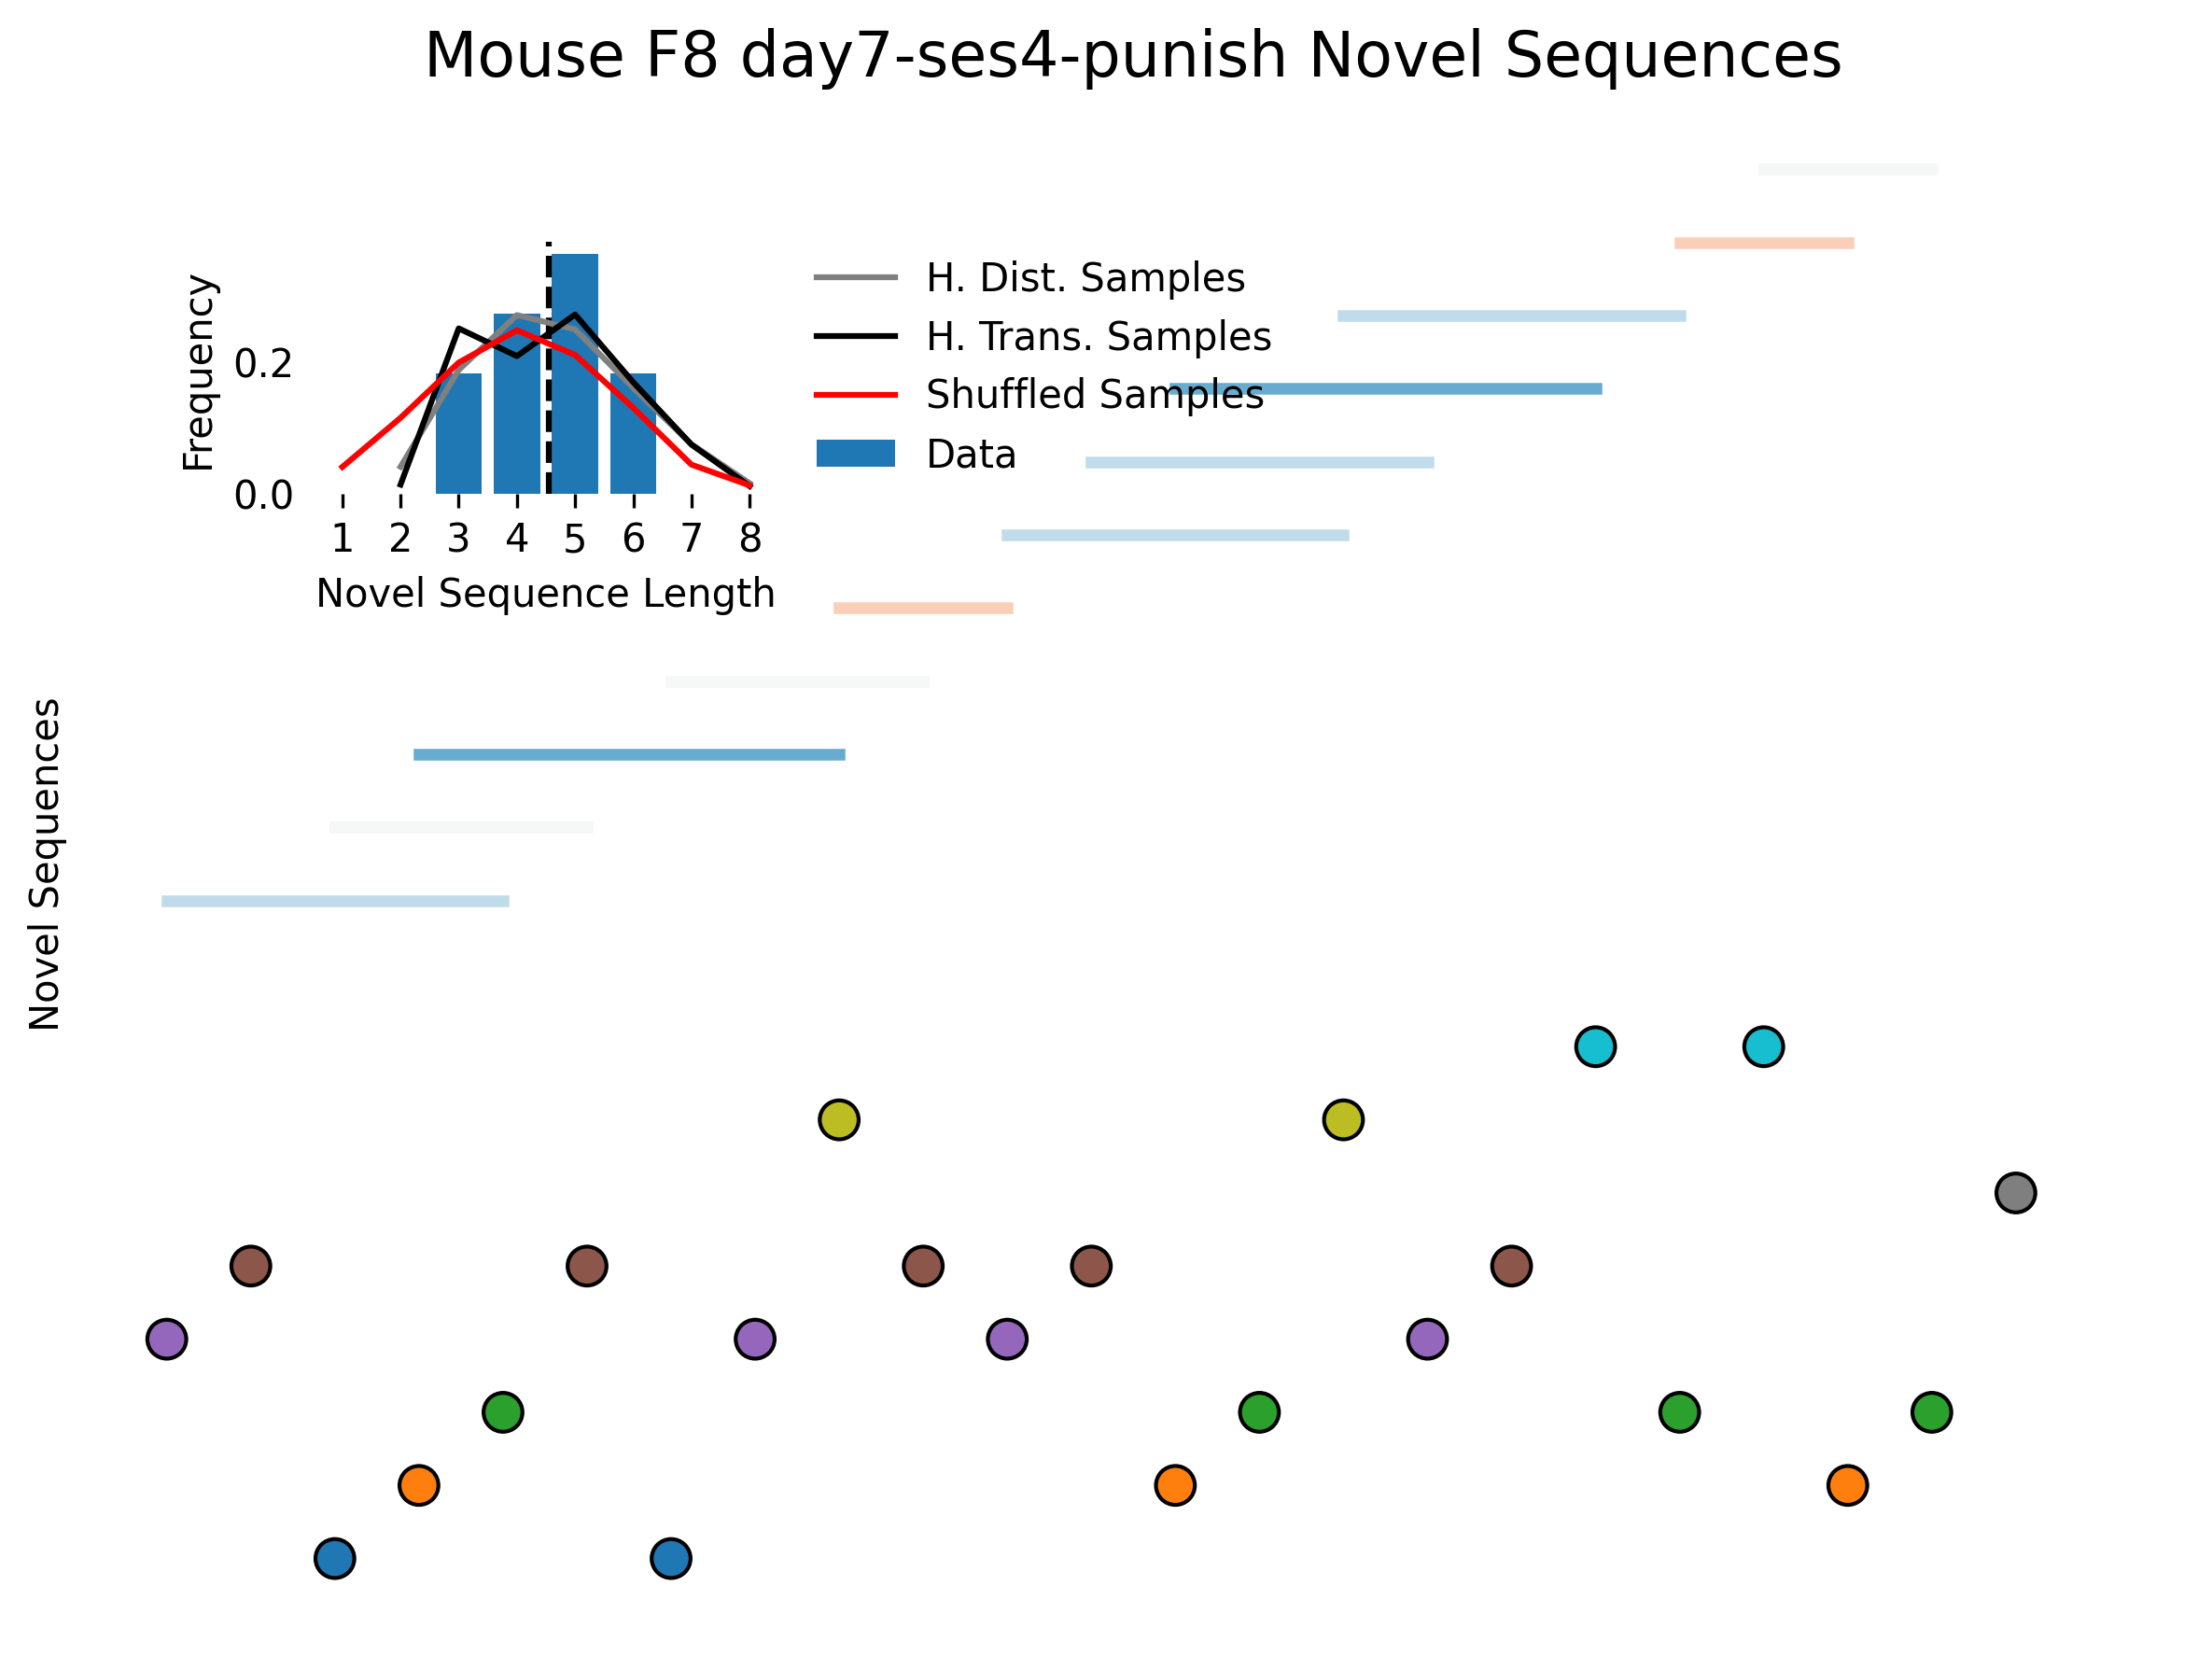 Mouse F8 day7-ses4-punish Novel Sequences
H. Dist. Samples
H. Trans. Samples
Shuffled Samples
Data
Frequency
0.2
0.0
1 2 3 4 5 6 7 8
Novel Sequence Length
Novel Sequences